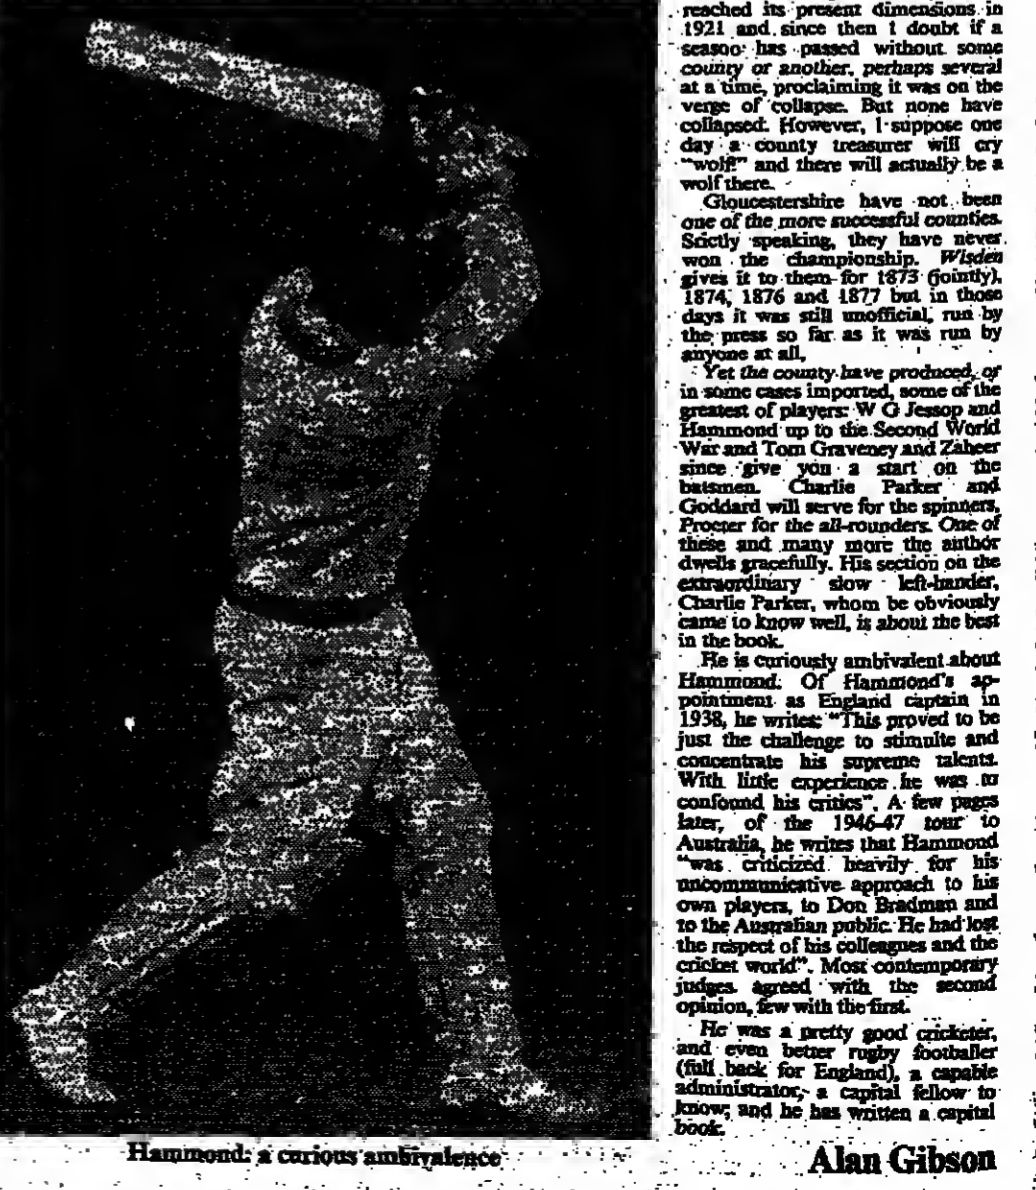 reached its present dimensions in
1921 and since then I doubt if a
seasoo has passed without some
county or another, perhaps several
at a time, proclaiming it was on the
verge of collapse. But none have
collapsed. However, I suppose one
day a county treasurer will cry
"wolf!" and there will actually be a
wolf there.
Gloucestershire have not been
one of the more successful counties.
Srictly speaking, they have never
won the championship. Wisden
gives it to them for 1873 (jointly),
1874, 1876 and 1877 but in those
days it was still unofficial, run by
the press so far as it was run by
anyone at all.
Yet the county have produced, or
in some cases imported, some of the
greatest of players: W G Jessop and
Hammond up to the Second World
War and Tom Graveney and Zaheer
since give you a start on the
batsmen. Charlie Parker and
Goddard will serve for the spinners,
Procter for the all-rounders. One of
these and many more the author
dwells gracefully. His section on the
extraordinary slow left-hander,
Charlie Parker, whom be obviously
came to know well, is about the best
in the book.
He is curiously ambivalent about
Hammond. Of Hammond's ap-
pointment as England captain in
1938, he writes: "This proved to be
just the challenge to stimulte and
concentrate his supreme talents.
With little experience he was to
confound his critics". A few pages
later, of the 1946-47 tour to
Australia, he writes that Hammond
"was criticized heavily for his
uncommunicative approach to his
own players, to Don Bradman and
to the Australian public. He had lost
the respect of his colleagues and the
cricket world". Most contemporary
judges agreed with the second
opinion, few with the first.
He was a pretty good cricketer,
and even better rugby footballer
(full back for England), a capable
administrator, a capital fellow to
know; and he has written a capital
book.
Alan Gibson
Hammond: a curious ambivalence